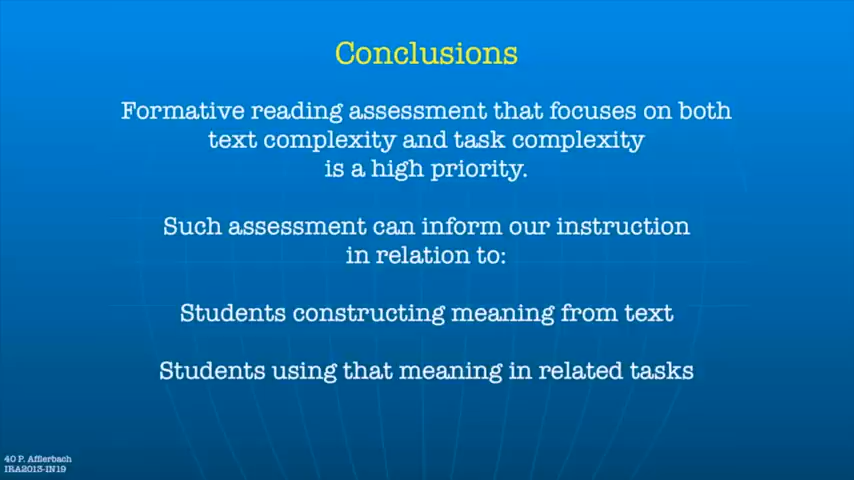 Conclusions
Formative reading assessment that focuses on both
text complexity and task complexity
is a high priority.
Such assessment can inform our instruction
in relation to:
Students constructing meaning from text
Students using that meaning in related tasks
40 P. Afflerbach
IRA2013-IN19